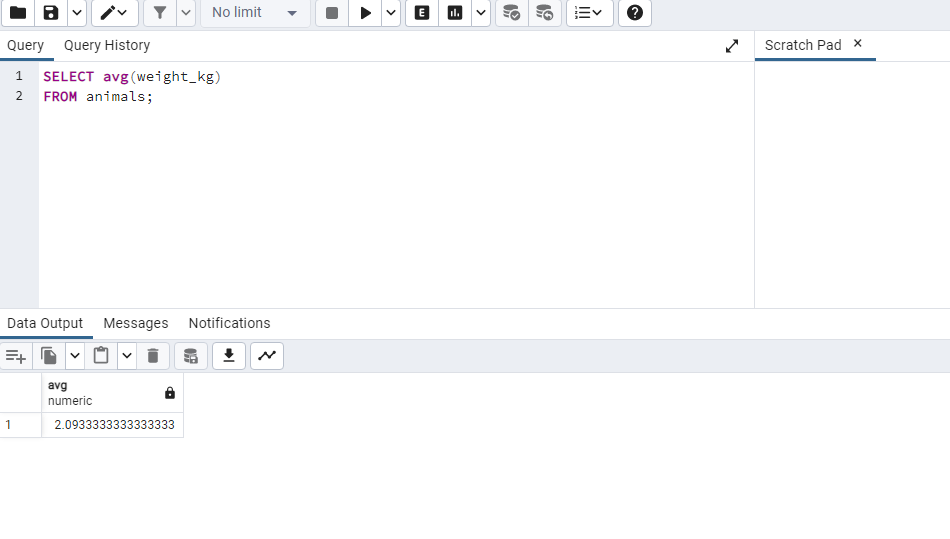 No limit
E
Query Query History
Scratch Pad ×
1 SELECT avg(weight_kg)
2 FROM animals;
Data Output Messages Notifications
avg
numeric
1 2.0933333333333333